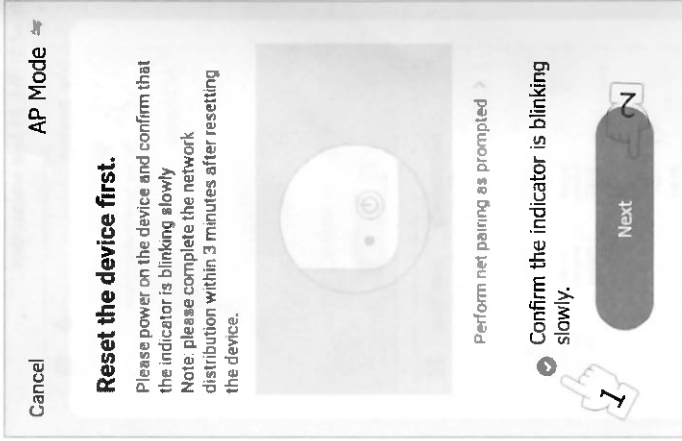 Cancel
AP Mode
Reset the device first.
Please power on the device and confirm that
the indicator is blinking slowly
Note: please complete the network
distribution within 3 minutes after resetting
the device.
Perform net pairing as prompted >
Confirm the indicator is blinking
slowly.
1
Next
2